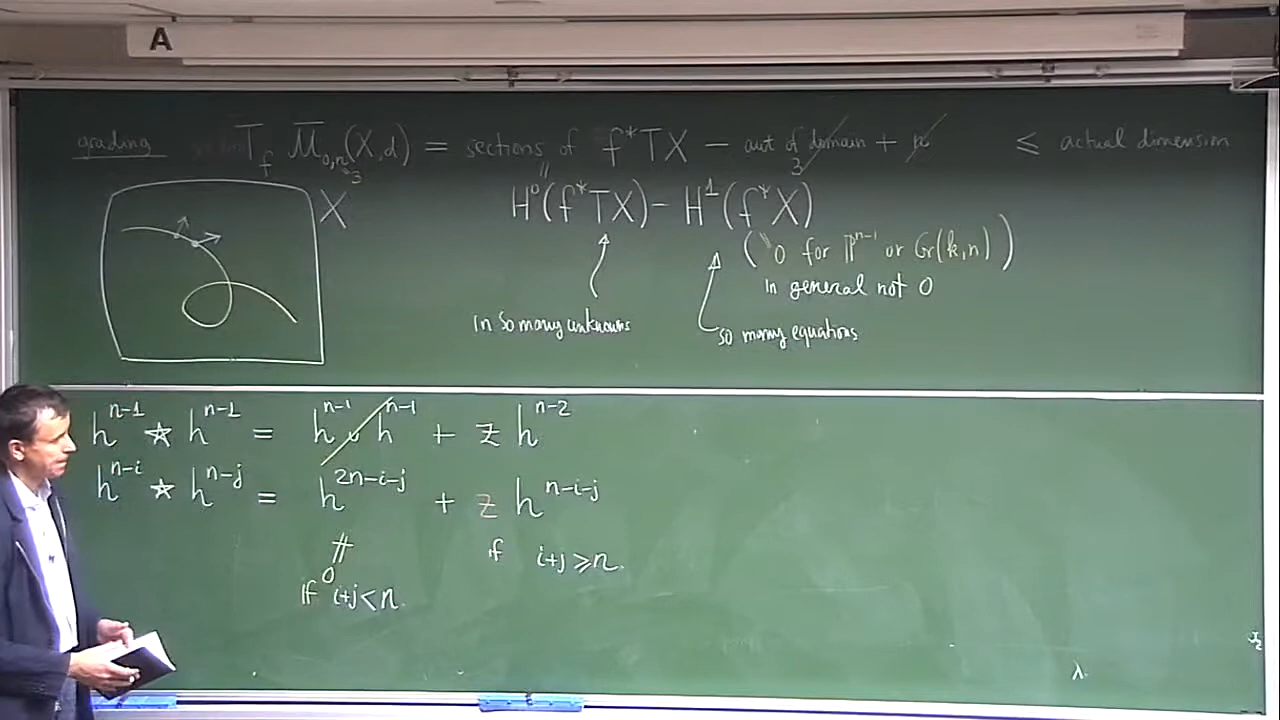 A
grading T_f M̄_{0,n}(X,d) = sections of f*TX − aut of domain + n ≤ actual dimension
3 3
X H⁰(f*TX) − H¹(f*X)
( 0 for ℙ^{n-1} or Gr(k,n) )
in general not 0
in so many unknowns
so many equations
h^{n-1} ☆ h^{n-1} = h^{n-1} ∪ h^{n-1} + z h^{n-2}
h^{n-i} ☆ h^{n-j} = h^{2n-i-j} + z h^{n-i-j}
0 if i+j ≥ n.
if i+j < n.
λ